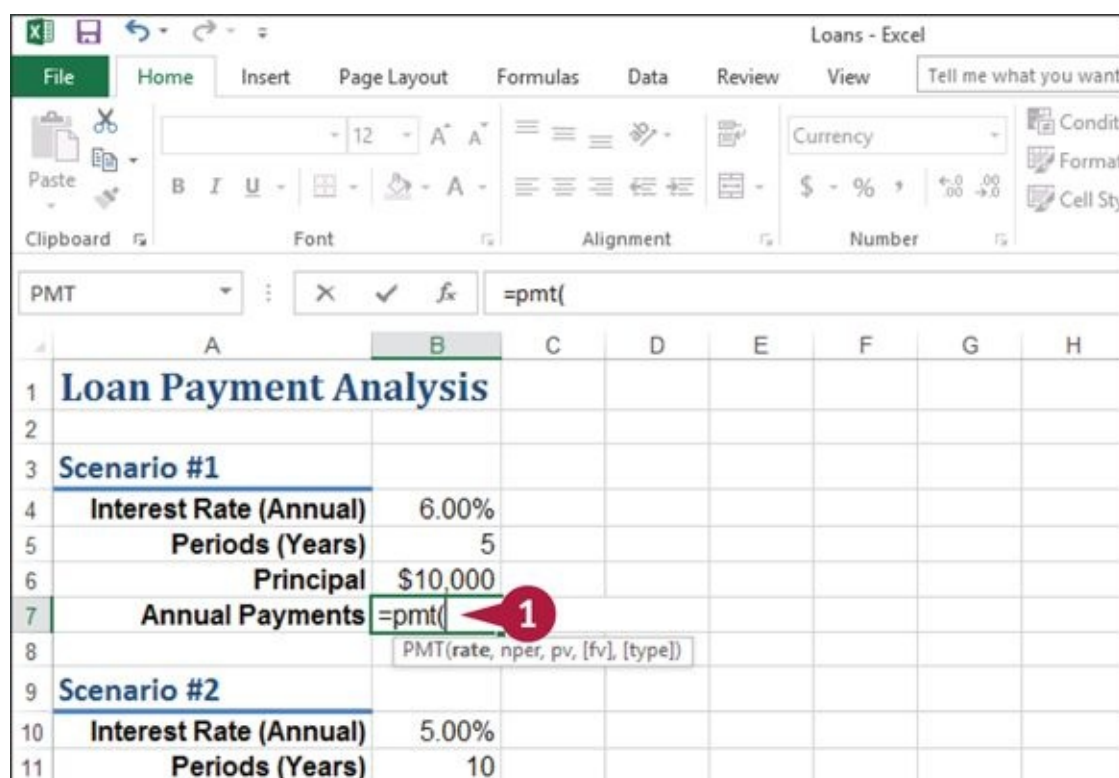 Loans - Excel
File Home Insert Page Layout Formulas Data Review View Tell me what you want
12 A A Currency Condit
Paste B I U A $ % , .00 .00 .0 Format
Cell Sty
Clipboard Font Alignment Number
PMT fx =pmt(
A B C D E F G H
1 Loan Payment Analysis
2
3 Scenario #1
4 Interest Rate (Annual) 6.00%
5 Periods (Years) 5
6 Principal $10,000
7 Annual Payments =pmt( 1
8 PMT(rate, nper, pv, [fv], [type])
9 Scenario #2
10 Interest Rate (Annual) 5.00%
11 Periods (Years) 10